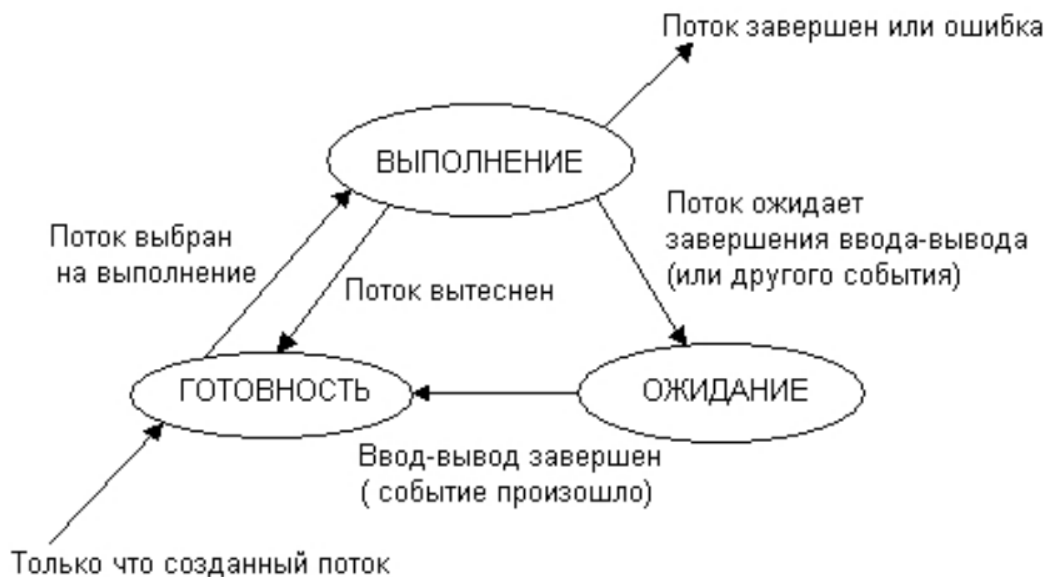 Поток завершен или ошибка
ВЫПОЛНЕНИЕ
Поток ожидает
завершения ввода-вывода
(или другого события)
Поток выбран
на выполнение
Поток вытеснен
ГОТОВНОСТЬ
ОЖИДАНИЕ
Ввод-вывод завершен
( событие произошло)
Только что созданный поток